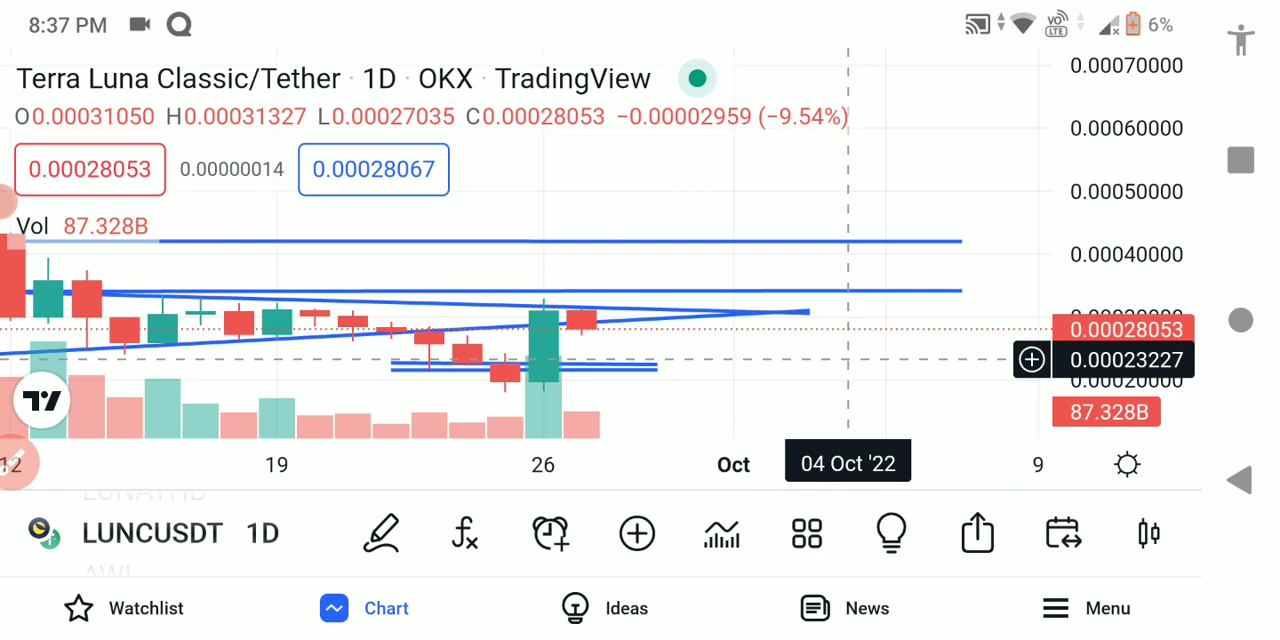 8:37 PM VO LTE 6%
Terra Luna Classic/Tether · 1D · OKX · TradingView
O0.00031050 H0.00031327 L0.00027035 C0.00028053 −0.00002959 (−9.54%)
0.00028053 0.00000014 0.00028067
Vol 87.328B
0.00070000
0.00060000
0.00050000
0.00040000
0.00028053
0.00023227
0.00020000
87.328B
12 19 26 Oct 04 Oct '22 9
LUNCUSDT 1D
Watchlist Chart Ideas News Menu